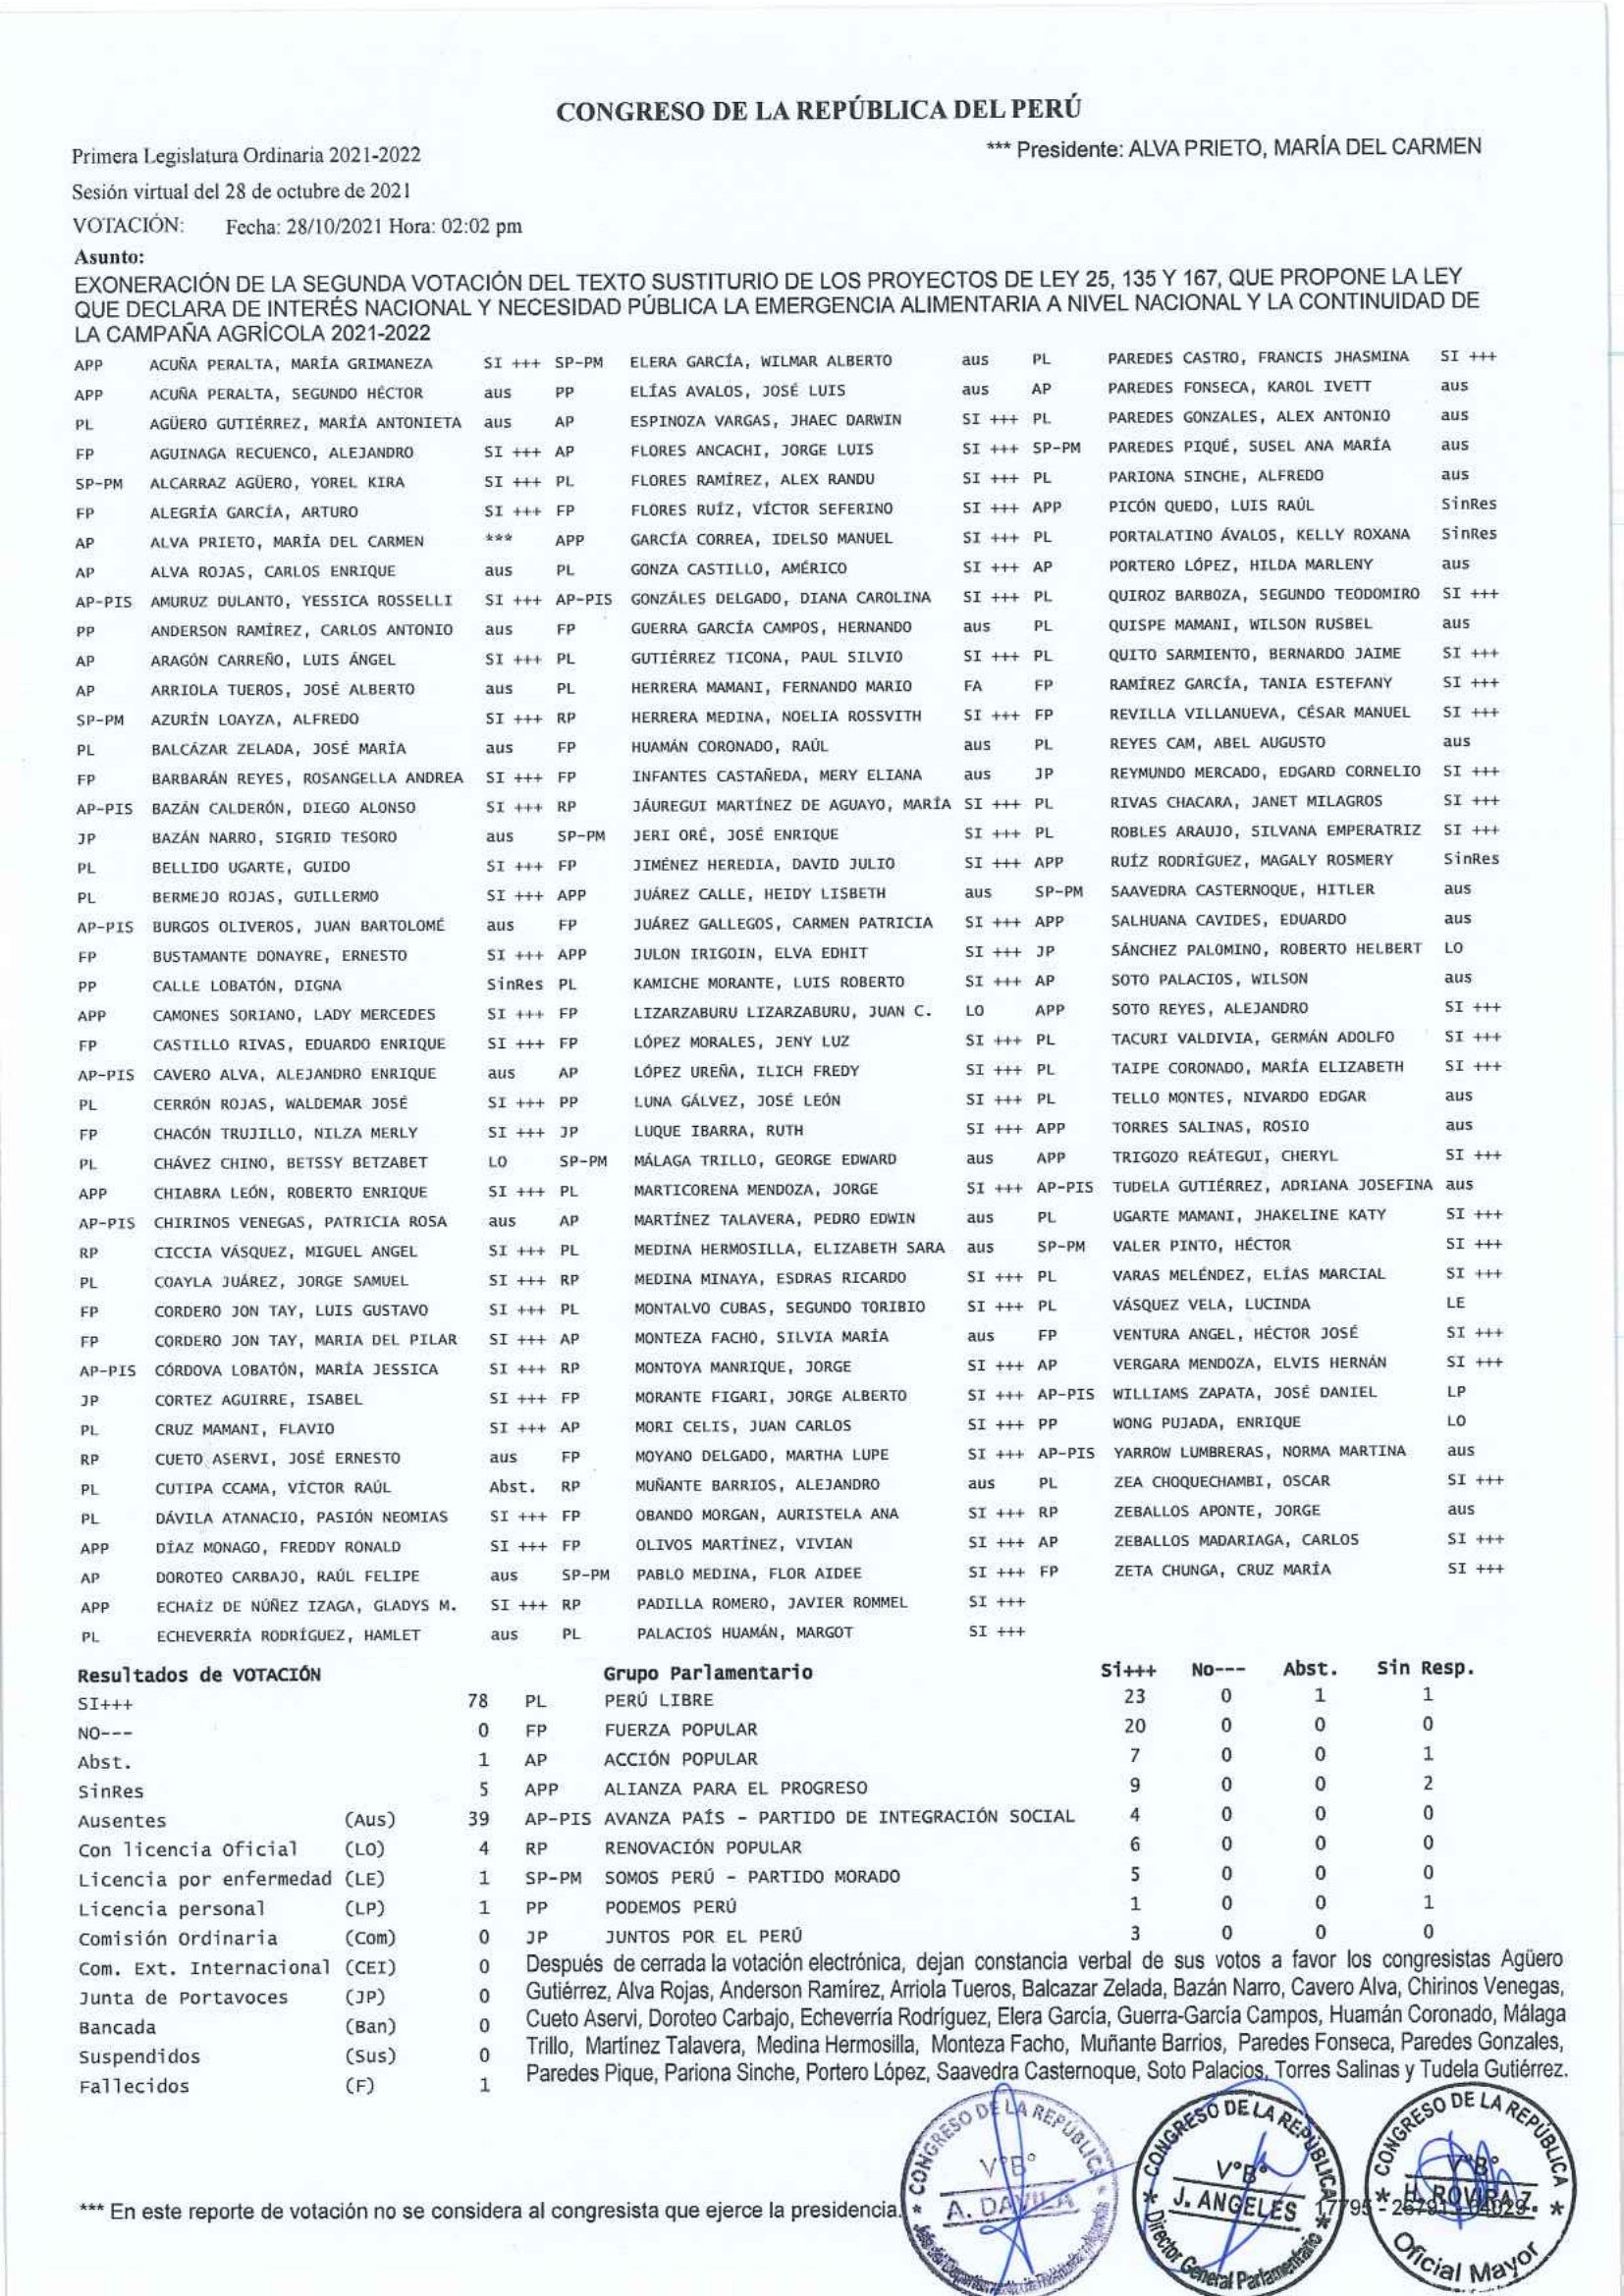 CONGRESO DE LA REPÚBLICA DEL PERÚ
Primera Legislatura Ordinaria 2021-2022
*** Presidente: ALVA PRIETO, MARÍA DEL CARMEN
Sesión virtual del 28 de octubre de 2021
VOTACIÓN: Fecha: 28/10/2021 Hora: 02:02 pm
Asunto:
EXONERACIÓN DE LA SEGUNDA VOTACIÓN DEL TEXTO SUSTITURIO DE LOS PROYECTOS DE LEY 25, 135 Y 167, QUE PROPONE LA LEY
QUE DECLARA DE INTERÉS NACIONAL Y NECESIDAD PÚBLICA LA EMERGENCIA ALIMENTARIA A NIVEL NACIONAL Y LA CONTINUIDAD DE
LA CAMPAÑA AGRÍCOLA 2021-2022
APP ACUÑA PERALTA, MARÍA GRIMANEZA SI +++ SP-PM ELERA GARCÍA, WILMAR ALBERTO aus PL PAREDES CASTRO, FRANCIS JHASMINA SI +++
APP ACUÑA PERALTA, SEGUNDO HÉCTOR aus PP ELÍAS AVALOS, JOSÉ LUIS aus AP PAREDES FONSECA, KAROL IVETT aus
PL AGÜERO GUTIÉRREZ, MARÍA ANTONIETA aus AP ESPINOZA VARGAS, JHAEC DARWIN SI +++ PL PAREDES GONZALES, ALEX ANTONIO aus
FP AGUINAGA RECUENCO, ALEJANDRO SI +++ AP FLORES ANCACHI, JORGE LUIS SI +++ SP-PM PAREDES PIQUÉ, SUSEL ANA MARÍA aus
SP-PM ALCARRAZ AGÜERO, YOREL KIRA SI +++ PL FLORES RAMÍREZ, ALEX RANDU SI +++ PL PARIONA SINCHE, ALFREDO aus
FP ALEGRÍA GARCÍA, ARTURO SI +++ FP FLORES RUÍZ, VÍCTOR SEFERINO SI +++ APP PICÓN QUEDO, LUIS RAÚL SinRes
AP ALVA PRIETO, MARÍA DEL CARMEN *** APP GARCÍA CORREA, IDELSO MANUEL SI +++ PL PORTALATINO ÁVALOS, KELLY ROXANA SinRes
AP ALVA ROJAS, CARLOS ENRIQUE aus PL GONZA CASTILLO, AMÉRICO SI +++ AP PORTERO LÓPEZ, HILDA MARLENY aus
AP-PIS AMURUZ DULANTO, YESSICA ROSSELLI SI +++ AP-PIS GONZÁLES DELGADO, DIANA CAROLINA SI +++ PL QUIROZ BARBOZA, SEGUNDO TEODOMIRO SI +++
PP ANDERSON RAMÍREZ, CARLOS ANTONIO aus FP GUERRA GARCÍA CAMPOS, HERNANDO aus PL QUISPE MAMANI, WILSON RUSBEL aus
AP ARAGÓN CARREÑO, LUIS ÁNGEL SI +++ PL GUTIÉRREZ TICONA, PAUL SILVIO SI +++ PL QUITO SARMIENTO, BERNARDO JAIME SI +++
AP ARRIOLA TUEROS, JOSÉ ALBERTO aus PL HERRERA MAMANI, FERNANDO MARIO FA FP RAMÍREZ GARCÍA, TANIA ESTEFANY SI +++
SP-PM AZURÍN LOAYZA, ALFREDO SI +++ RP HERRERA MEDINA, NOELIA ROSSVITH SI +++ FP REVILLA VILLANUEVA, CÉSAR MANUEL SI +++
PL BALCÁZAR ZELADA, JOSÉ MARÍA aus FP HUAMÁN CORONADO, RAÚL aus PL REYES CAM, ABEL AUGUSTO aus
FP BARBARÁN REYES, ROSANGELLA ANDREA SI +++ FP INFANTES CASTAÑEDA, MERY ELIANA aus JP REYMUNDO MERCADO, EDGARD CORNELIO SI +++
AP-PIS BAZÁN CALDERÓN, DIEGO ALONSO SI +++ RP JÁUREGUI MARTÍNEZ DE AGUAYO, MARÍA SI +++ PL RIVAS CHACARA, JANET MILAGROS SI +++
JP BAZÁN NARRO, SIGRID TESORO aus SP-PM JERI ORÉ, JOSÉ ENRIQUE SI +++ PL ROBLES ARAUJO, SILVANA EMPERATRIZ SI +++
PL BELLIDO UGARTE, GUIDO SI +++ FP JIMÉNEZ HEREDIA, DAVID JULIO SI +++ APP RUÍZ RODRÍGUEZ, MAGALY ROSMERY SinRes
PL BERMEJO ROJAS, GUILLERMO SI +++ APP JUÁREZ CALLE, HEIDY LISBETH aus SP-PM SAAVEDRA CASTERNOQUE, HITLER aus
AP-PIS BURGOS OLIVEROS, JUAN BARTOLOMÉ aus FP JUÁREZ GALLEGOS, CARMEN PATRICIA SI +++ APP SALHUANA CAVIDES, EDUARDO aus
FP BUSTAMANTE DONAYRE, ERNESTO SI +++ APP JULON IRIGOIN, ELVA EDHIT SI +++ JP SÁNCHEZ PALOMINO, ROBERTO HELBERT LO
PP CALLE LOBATÓN, DIGNA SinRes PL KAMICHE MORANTE, LUIS ROBERTO SI +++ AP SOTO PALACIOS, WILSON aus
APP CAMONES SORIANO, LADY MERCEDES SI +++ FP LIZARZABURU LIZARZABURU, JUAN C. LO APP SOTO REYES, ALEJANDRO SI +++
FP CASTILLO RIVAS, EDUARDO ENRIQUE SI +++ FP LÓPEZ MORALES, JENY LUZ SI +++ PL TACURI VALDIVIA, GERMÁN ADOLFO SI +++
AP-PIS CAVERO ALVA, ALEJANDRO ENRIQUE aus AP LÓPEZ UREÑA, ILICH FREDY SI +++ PL TAIPE CORONADO, MARÍA ELIZABETH SI +++
PL CERRÓN ROJAS, WALDEMAR JOSÉ SI +++ PP LUNA GÁLVEZ, JOSÉ LEÓN SI +++ PL TELLO MONTES, NIVARDO EDGAR aus
FP CHACÓN TRUJILLO, NILZA MERLY SI +++ JP LUQUE IBARRA, RUTH SI +++ APP TORRES SALINAS, ROSIO aus
PL CHÁVEZ CHINO, BETSSY BETZABET LO SP-PM MÁLAGA TRILLO, GEORGE EDWARD aus APP TRIGOZO REÁTEGUI, CHERYL SI +++
APP CHIABRA LEÓN, ROBERTO ENRIQUE SI +++ PL MARTICORENA MENDOZA, JORGE SI +++ AP-PIS TUDELA GUTIÉRREZ, ADRIANA JOSEFINA aus
AP-PIS CHIRINOS VENEGAS, PATRICIA ROSA aus AP MARTÍNEZ TALAVERA, PEDRO EDWIN aus PL UGARTE MAMANI, JHAKELINE KATY SI +++
RP CICCIA VÁSQUEZ, MIGUEL ANGEL SI +++ PL MEDINA HERMOSILLA, ELIZABETH SARA aus SP-PM VALER PINTO, HÉCTOR SI +++
PL COAYLA JUÁREZ, JORGE SAMUEL SI +++ RP MEDINA MINAYA, ESDRAS RICARDO SI +++ PL VARAS MELÉNDEZ, ELÍAS MARCIAL SI +++
FP CORDERO JON TAY, LUIS GUSTAVO SI +++ PL MONTALVO CUBAS, SEGUNDO TORIBIO SI +++ PL VÁSQUEZ VELA, LUCINDA LE
FP CORDERO JON TAY, MARIA DEL PILAR SI +++ AP MONTEZA FACHO, SILVIA MARÍA aus FP VENTURA ANGEL, HÉCTOR JOSÉ SI +++
AP-PIS CÓRDOVA LOBATÓN, MARÍA JESSICA SI +++ RP MONTOYA MANRIQUE, JORGE SI +++ AP VERGARA MENDOZA, ELVIS HERNÁN SI +++
JP CORTEZ AGUIRRE, ISABEL SI +++ FP MORANTE FIGARI, JORGE ALBERTO SI +++ AP-PIS WILLIAMS ZAPATA, JOSÉ DANIEL LP
PL CRUZ MAMANI, FLAVIO SI +++ AP MORI CELIS, JUAN CARLOS SI +++ PP WONG PUJADA, ENRIQUE LO
RP CUETO ASERVI, JOSÉ ERNESTO aus FP MOYANO DELGADO, MARTHA LUPE SI +++ AP-PIS YARROW LUMBRERAS, NORMA MARTINA aus
PL CUTIPA CCAMA, VÍCTOR RAÚL Abst. RP MUÑANTE BARRIOS, ALEJANDRO aus PL ZEA CHOQUECHAMBI, OSCAR SI +++
PL DÁVILA ATANACIO, PASIÓN NEOMIAS SI +++ FP OBANDO MORGAN, AURISTELA ANA SI +++ RP ZEBALLOS APONTE, JORGE aus
APP DÍAZ MONAGO, FREDDY RONALD SI +++ FP OLIVOS MARTÍNEZ, VIVIAN SI +++ AP ZEBALLOS MADARIAGA, CARLOS SI +++
AP DOROTEO CARBAJO, RAÚL FELIPE aus SP-PM PABLO MEDINA, FLOR AIDEE SI +++ FP ZETA CHUNGA, CRUZ MARÍA SI +++
APP ECHAÍZ DE NÚÑEZ IZAGA, GLADYS M. SI +++ RP PADILLA ROMERO, JAVIER ROMMEL SI +++
PL ECHEVERRÍA RODRÍGUEZ, HAMLET aus PL PALACIOS HUAMÁN, MARGOT SI +++
Resultados de VOTACIÓN Grupo Parlamentario Si+++ No--- Abst. Sin Resp.
SI+++ 78 PL PERÚ LIBRE 23 0 1 1
NO--- 0 FP FUERZA POPULAR 20 0 0 0
Abst. 1 AP ACCIÓN POPULAR 7 0 0 1
SinRes 5 APP ALIANZA PARA EL PROGRESO 9 0 0 2
Ausentes (Aus) 39 AP-PIS AVANZA PAÍS - PARTIDO DE INTEGRACIÓN SOCIAL 4 0 0 0
Con licencia Oficial (LO) 4 RP RENOVACIÓN POPULAR 6 0 0 0
Licencia por enfermedad (LE) 1 SP-PM SOMOS PERÚ - PARTIDO MORADO 5 0 0 0
Licencia personal (LP) 1 PP PODEMOS PERÚ 1 0 0 1
Comisión Ordinaria (Com) 0 JP JUNTOS POR EL PERÚ 3 0 0 0
Com. Ext. Internacional (CEI) 0
Junta de Portavoces (JP) 0
Bancada (Ban) 0
Suspendidos (Sus) 0
Fallecidos (F) 1
Después de cerrada la votación electrónica, dejan constancia verbal de sus votos a favor los congresistas Agüero
Gutiérrez, Alva Rojas, Anderson Ramírez, Arriola Tueros, Balcazar Zelada, Bazán Narro, Cavero Alva, Chirinos Venegas,
Cueto Aservi, Doroteo Carbajo, Echeverría Rodríguez, Elera García, Guerra-García Campos, Huamán Coronado, Málaga
Trillo, Martínez Talavera, Medina Hermosilla, Monteza Facho, Muñante Barrios, Paredes Fonseca, Paredes Gonzales,
Paredes Pique, Pariona Sinche, Portero López, Saavedra Casternoque, Soto Palacios, Torres Salinas y Tudela Gutiérrez.
*** En este reporte de votación no se considera al congresista que ejerce la presidencia.
CONGRESO DE LA REPÚBLICA
V°B°
A. DAVILA
CONGRESO DE LA REPÚBLICA
V°B°
J. ANGELES
Director General Parlamentario
CONGRESO DE LA REPÚBLICA
V°B°
H. ROVIRA Z.
Oficial Mayor
17795 -